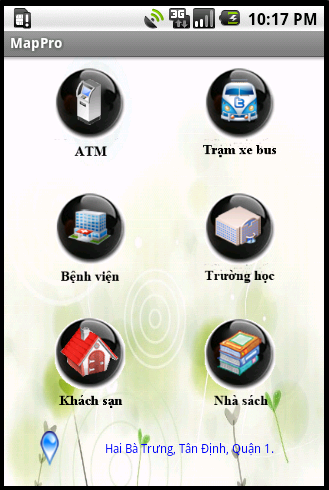 3G 10:17 PM
MapPro
ATM
Trạm xe bus
Bệnh viện
Trường học
Khách sạn
Nhà sách
Hai Bà Trưng, Tân Định, Quận 1.